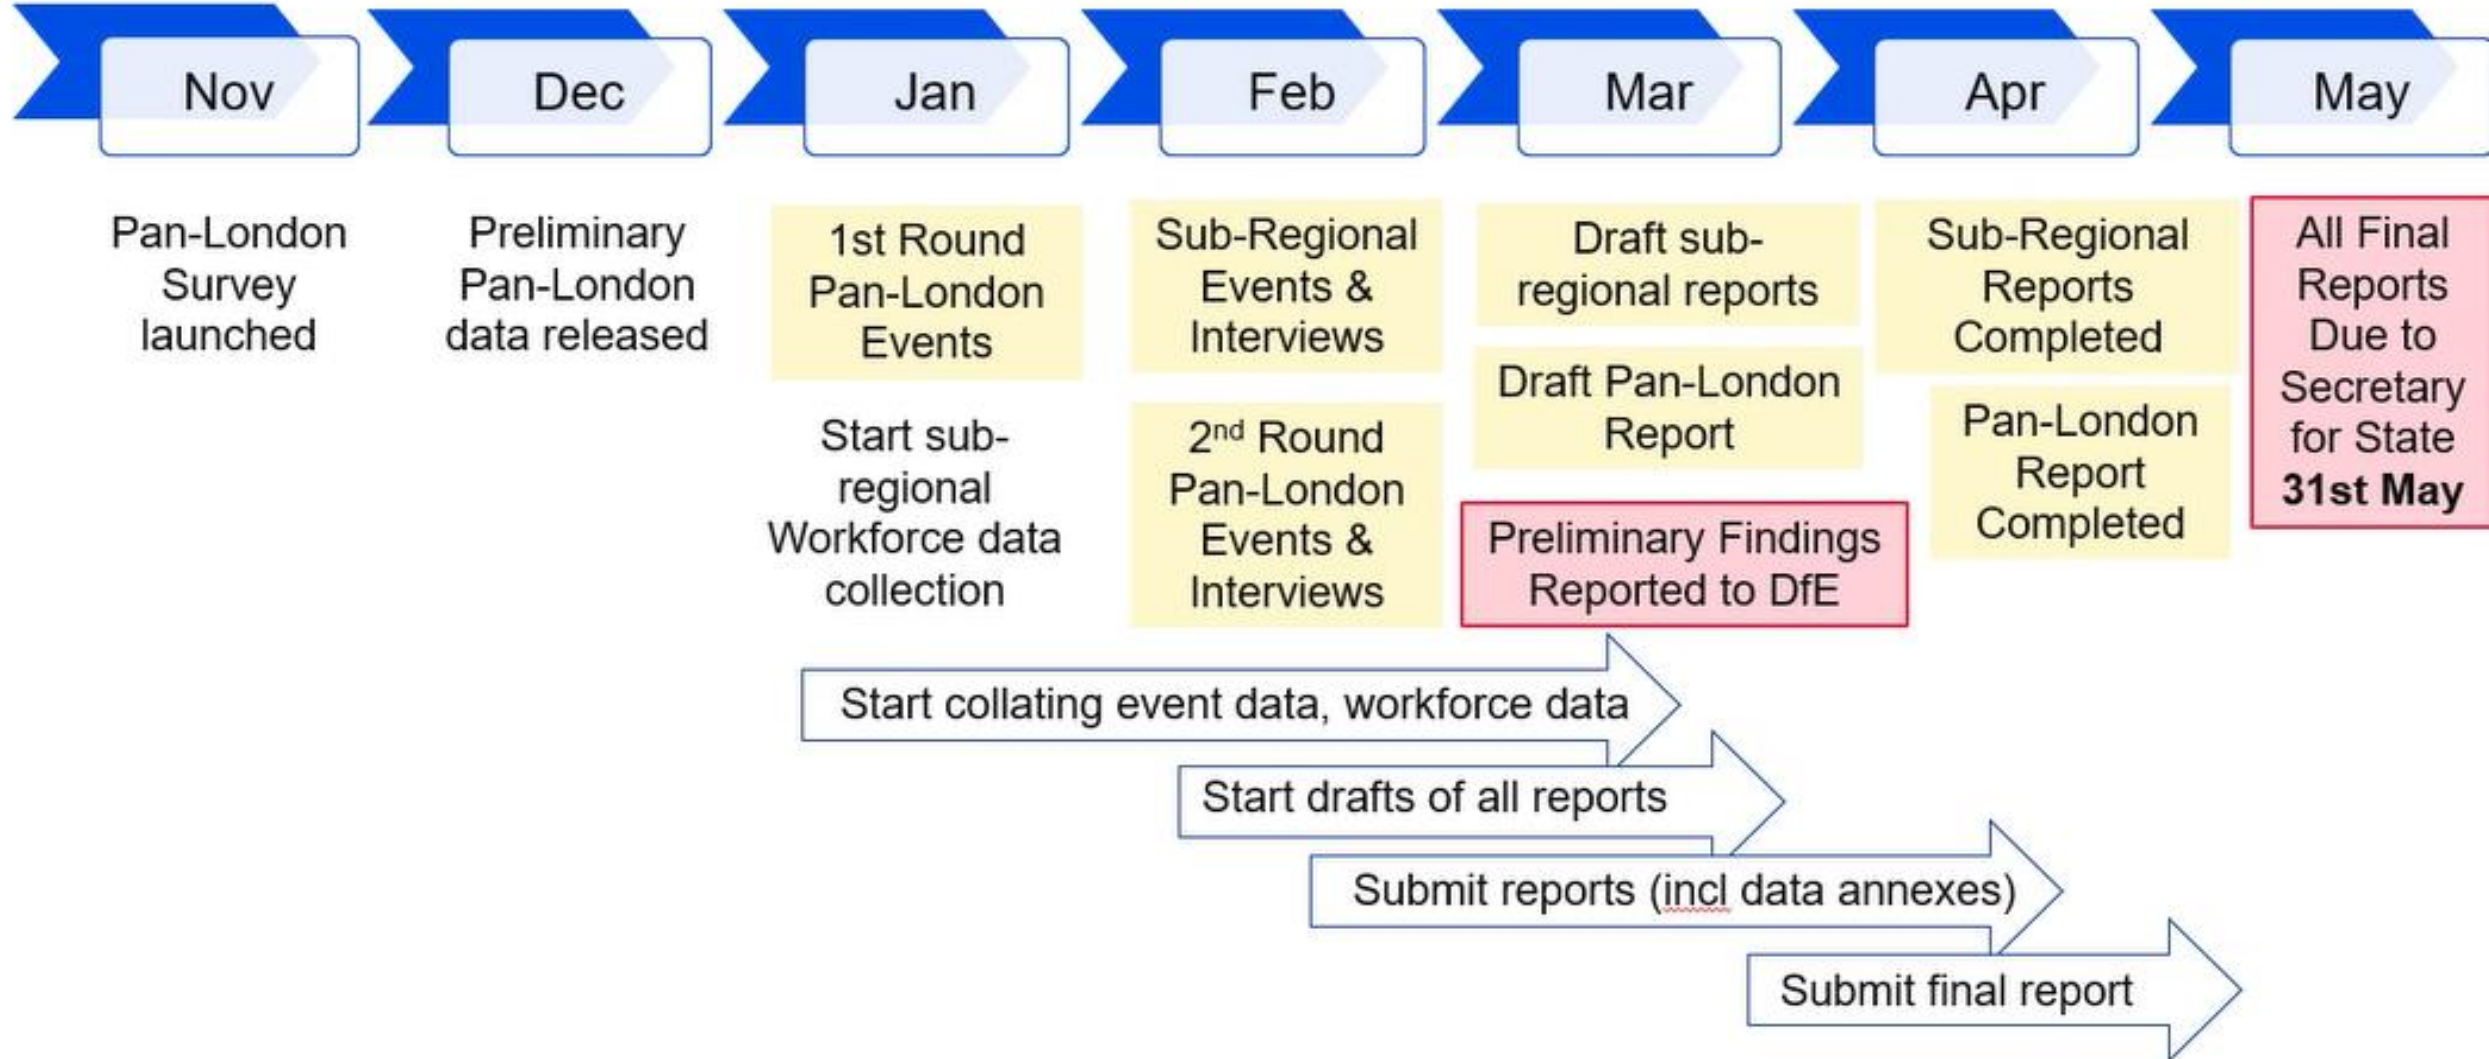 Nov
Dec
Jan
Feb
Mar
Apr
May
Pan-London
Survey
launched
Preliminary
Pan-London
data released
1st Round
Pan-London
Events
Start sub-
regional
Workforce data
collection
Sub-Regional
Events &
Interviews
2nd Round
Pan-London
Events &
Interviews
Draft sub-
regional reports
Draft Pan-London
Report
Preliminary Findings
Reported to DfE
Sub-Regional
Reports
Completed
Pan-London
Report
Completed
All Final
Reports
Due to
Secretary
for State
31st May
Start collating event data, workforce data
Start drafts of all reports
Submit reports (incl data annexes)
Submit final report